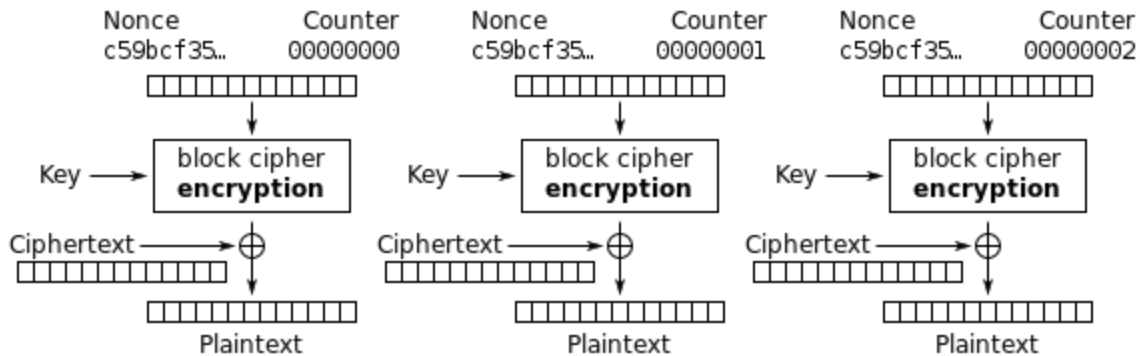 Nonce Counter Nonce Counter Nonce Counter
c59bcf35… 00000000 c59bcf35… 00000001 c59bcf35… 00000002
block cipher block cipher block cipher
Key encryption Key encryption Key encryption
Ciphertext Ciphertext Ciphertext
Plaintext Plaintext Plaintext